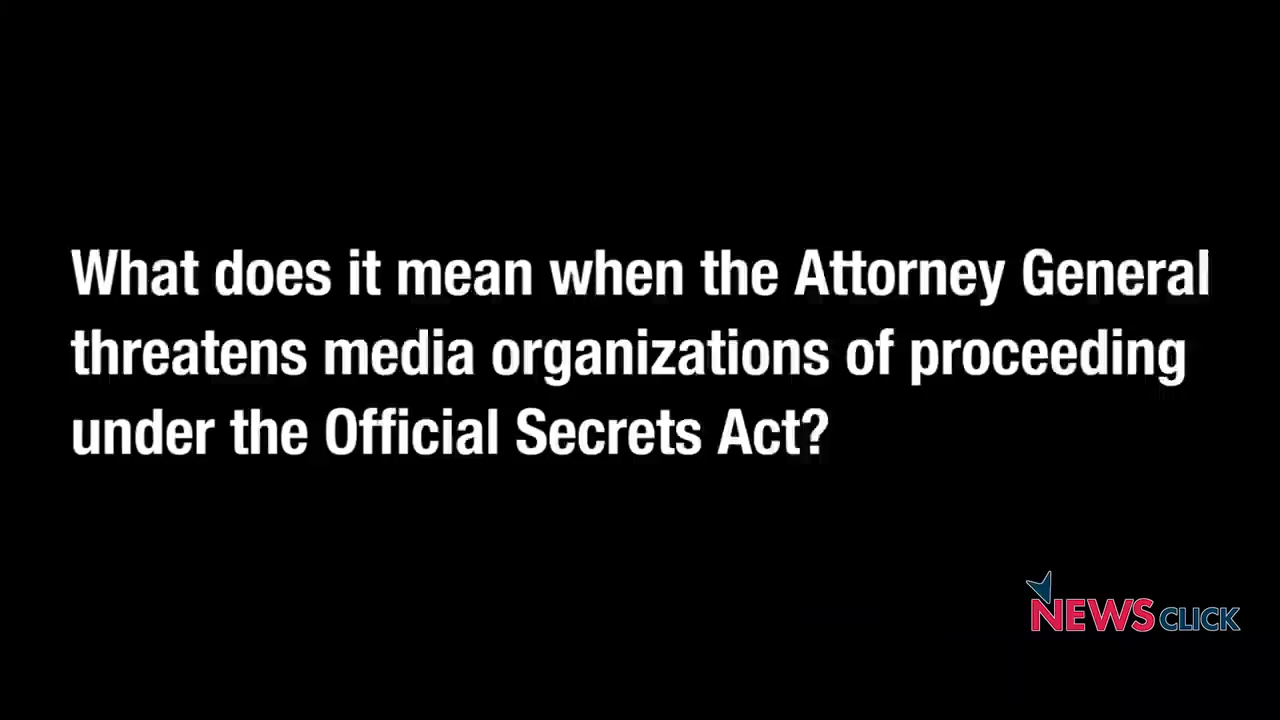 What does it mean when the Attorney General
threatens media organizations of proceeding
under the Official Secrets Act?
NEWSCLICK